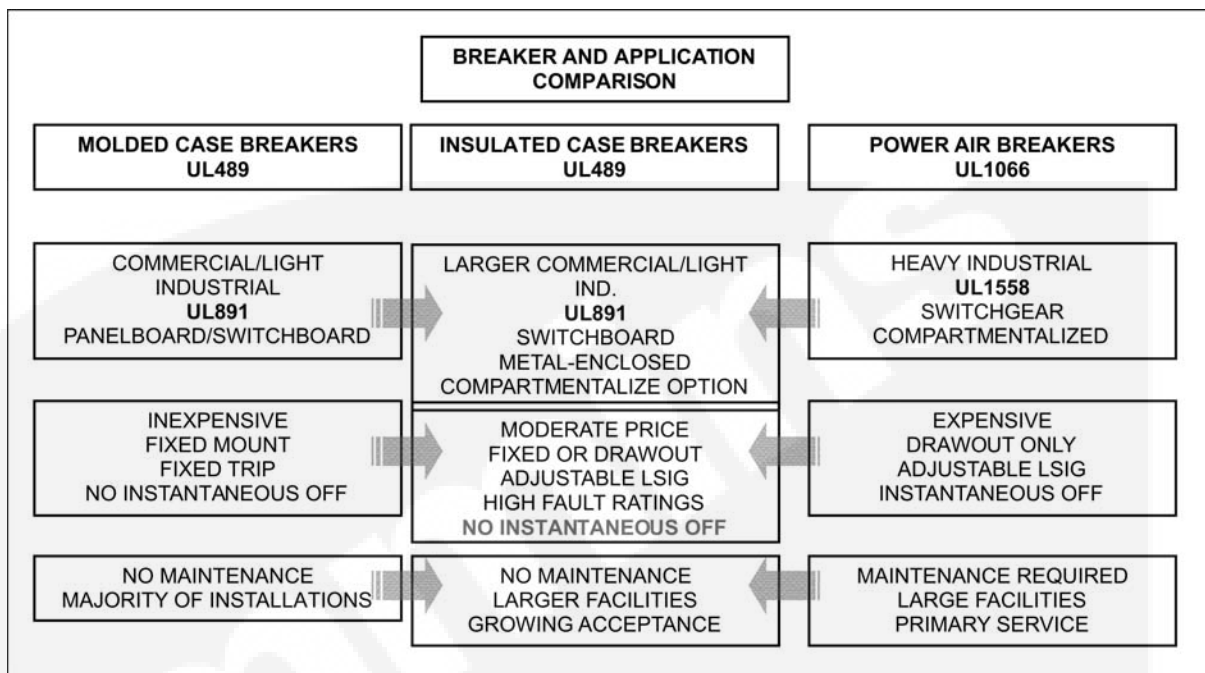 BREAKER AND APPLICATION
COMPARISON
MOLDED CASE BREAKERS
UL489
INSULATED CASE BREAKERS
UL489
POWER AIR BREAKERS
UL1066
COMMERCIAL/LIGHT
INDUSTRIAL
UL891
PANELBOARD/SWITCHBOARD
LARGER COMMERCIAL/LIGHT
IND.
UL891
SWITCHBOARD
METAL-ENCLOSED
COMPARTMENTALIZE OPTION
HEAVY INDUSTRIAL
UL1558
SWITCHGEAR
COMPARTMENTALIZED
INEXPENSIVE
FIXED MOUNT
FIXED TRIP
NO INSTANTANEOUS OFF
MODERATE PRICE
FIXED OR DRAWOUT
ADJUSTABLE LSIG
HIGH FAULT RATINGS
NO INSTANTANEOUS OFF
EXPENSIVE
DRAWOUT ONLY
ADJUSTABLE LSIG
INSTANTANEOUS OFF
NO MAINTENANCE
MAJORITY OF INSTALLATIONS
NO MAINTENANCE
LARGER FACILITIES
GROWING ACCEPTANCE
MAINTENANCE REQUIRED
LARGE FACILITIES
PRIMARY SERVICE